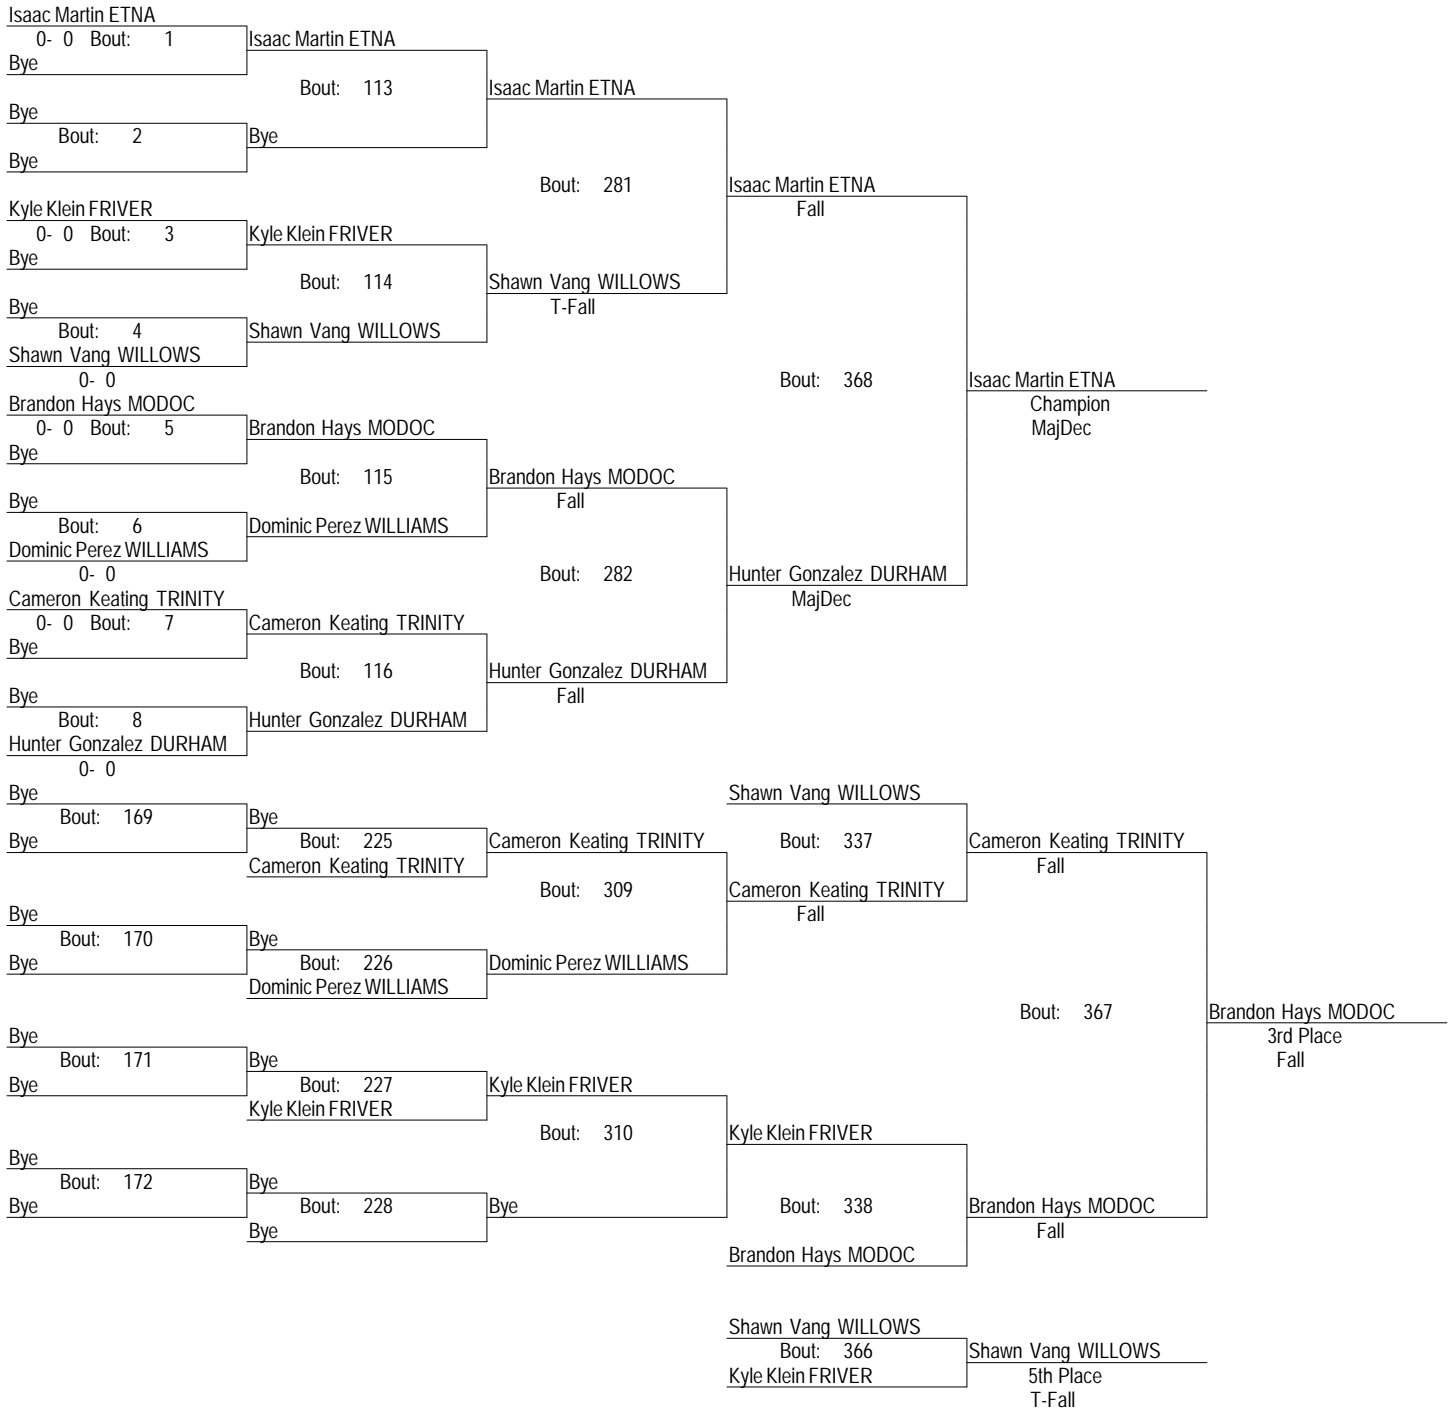 Isaac Martin ETNA
0- 0 Bout: 1 Isaac Martin ETNA
Bye
Bout: 113 Isaac Martin ETNA
Bye
Bout: 2 Bye
Bye
Bout: 281 Isaac Martin ETNA
Fall
Kyle Klein FRIVER
0- 0 Bout: 3 Kyle Klein FRIVER
Bye
Bout: 114 Shawn Vang WILLOWS
T-Fall
Bye
Bout: 4 Shawn Vang WILLOWS
Shawn Vang WILLOWS
0- 0
Bout: 368 Isaac Martin ETNA
Champion
MajDec
Brandon Hays MODOC
0- 0 Bout: 5 Brandon Hays MODOC
Bye
Bout: 115 Brandon Hays MODOC
Fall
Bye
Bout: 6 Dominic Perez WILLIAMS
Dominic Perez WILLIAMS
0- 0
Bout: 282 Hunter Gonzalez DURHAM
MajDec
Cameron Keating TRINITY
0- 0 Bout: 7 Cameron Keating TRINITY
Bye
Bout: 116 Hunter Gonzalez DURHAM
Fall
Bye
Bout: 8 Hunter Gonzalez DURHAM
Hunter Gonzalez DURHAM
0- 0
Bye Shawn Vang WILLOWS
Bout: 169 Bye
Bye Bout: 225 Cameron Keating TRINITY Bout: 337 Cameron Keating TRINITY
Cameron Keating TRINITY Fall
Bout: 309 Cameron Keating TRINITY
Bye Fall
Bout: 170 Bye
Bye Bout: 226 Dominic Perez WILLIAMS
Dominic Perez WILLIAMS
Bout: 367 Brandon Hays MODOC
Bye 3rd Place
Bout: 171 Bye Fall
Bye Bout: 227 Kyle Klein FRIVER
Kyle Klein FRIVER
Bout: 310 Kyle Klein FRIVER
Bye
Bout: 172 Bye
Bye Bout: 228 Bye Bout: 338 Brandon Hays MODOC
Bye Fall
Brandon Hays MODOC
Shawn Vang WILLOWS
Bout: 366 Shawn Vang WILLOWS
Kyle Klein FRIVER 5th Place
T-Fall